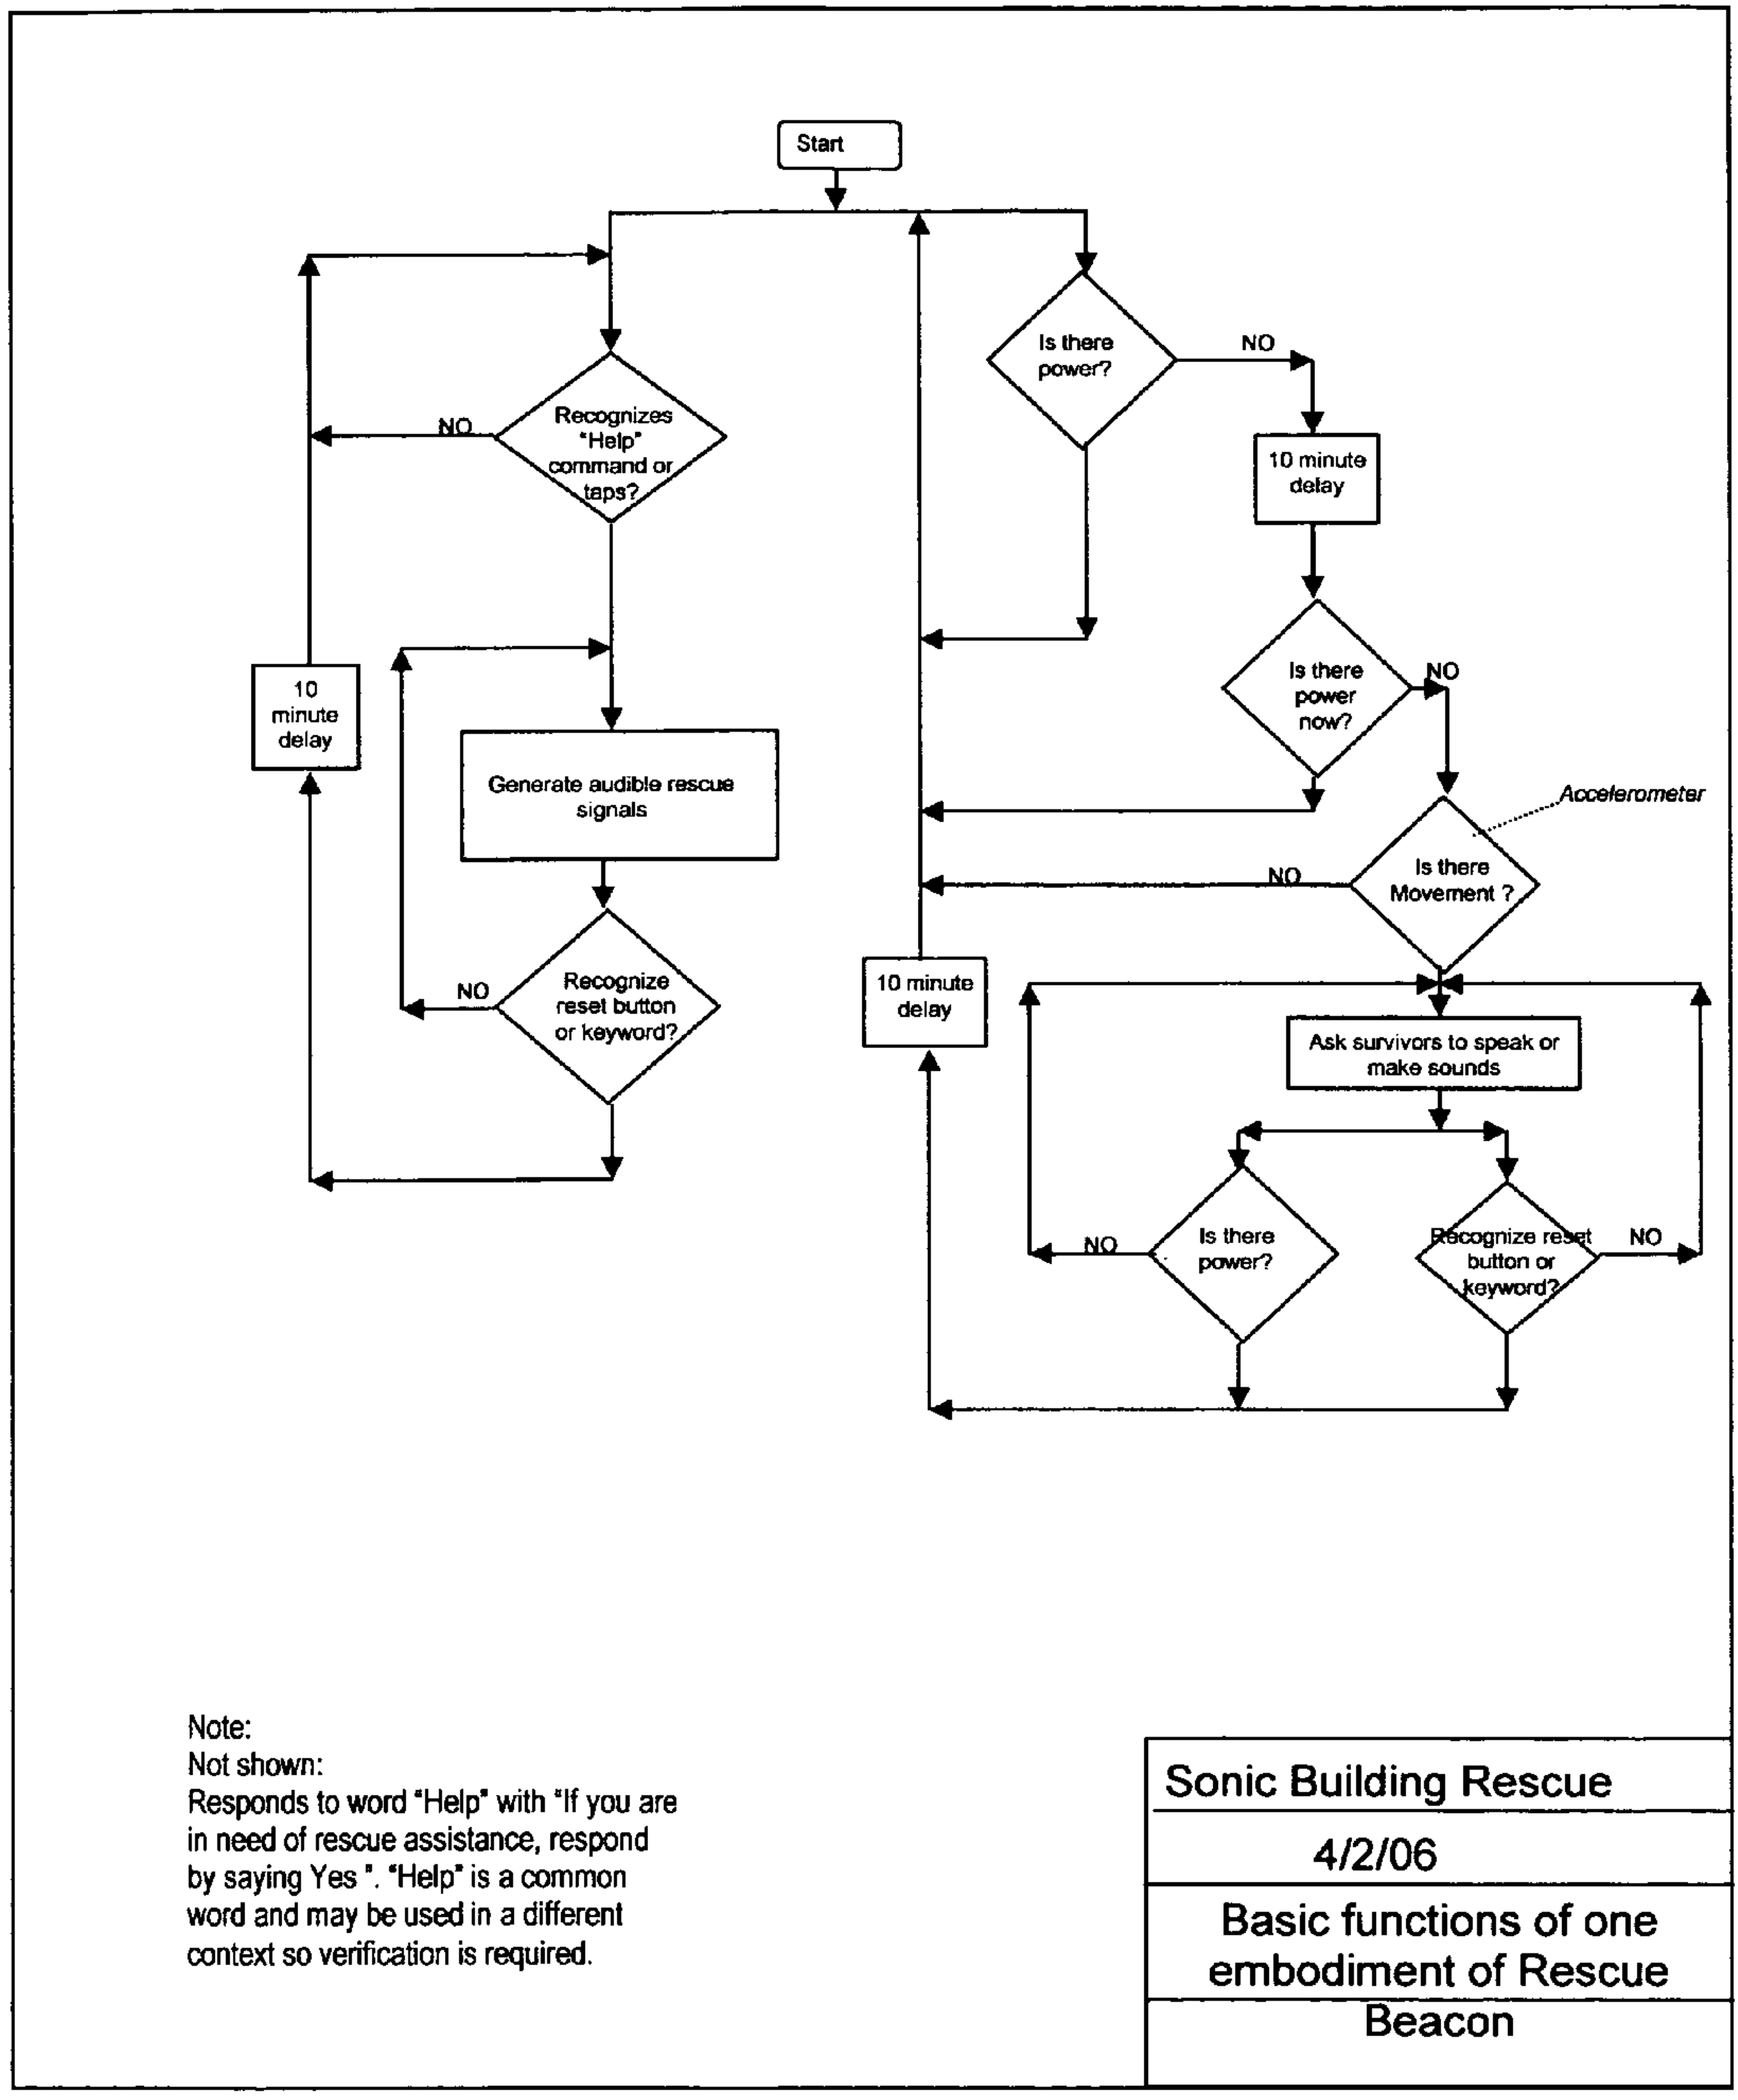 Start
Is there
power?
NO
Recognizes
"Help"
command or
taps?
NO
10 minute
delay
Is there
power
now?
NO
10
minute
delay
Generate audible rescue
signals
Accelerometer
Is there
Movement ?
NO
Recognize
reset button
or keyword?
NO
10 minute
delay
Ask survivors to speak or
make sounds
Is there
power?
NO
Recognize reset
button or
keyword?
NO
Note:
Not shown:
Responds to word "Help" with "If you are
in need of rescue assistance, respond
by saying Yes ". "Help" is a common
word and may be used in a different
context so verification is required.
Sonic Building Rescue
4/2/06
Basic functions of one
embodiment of Rescue
Beacon